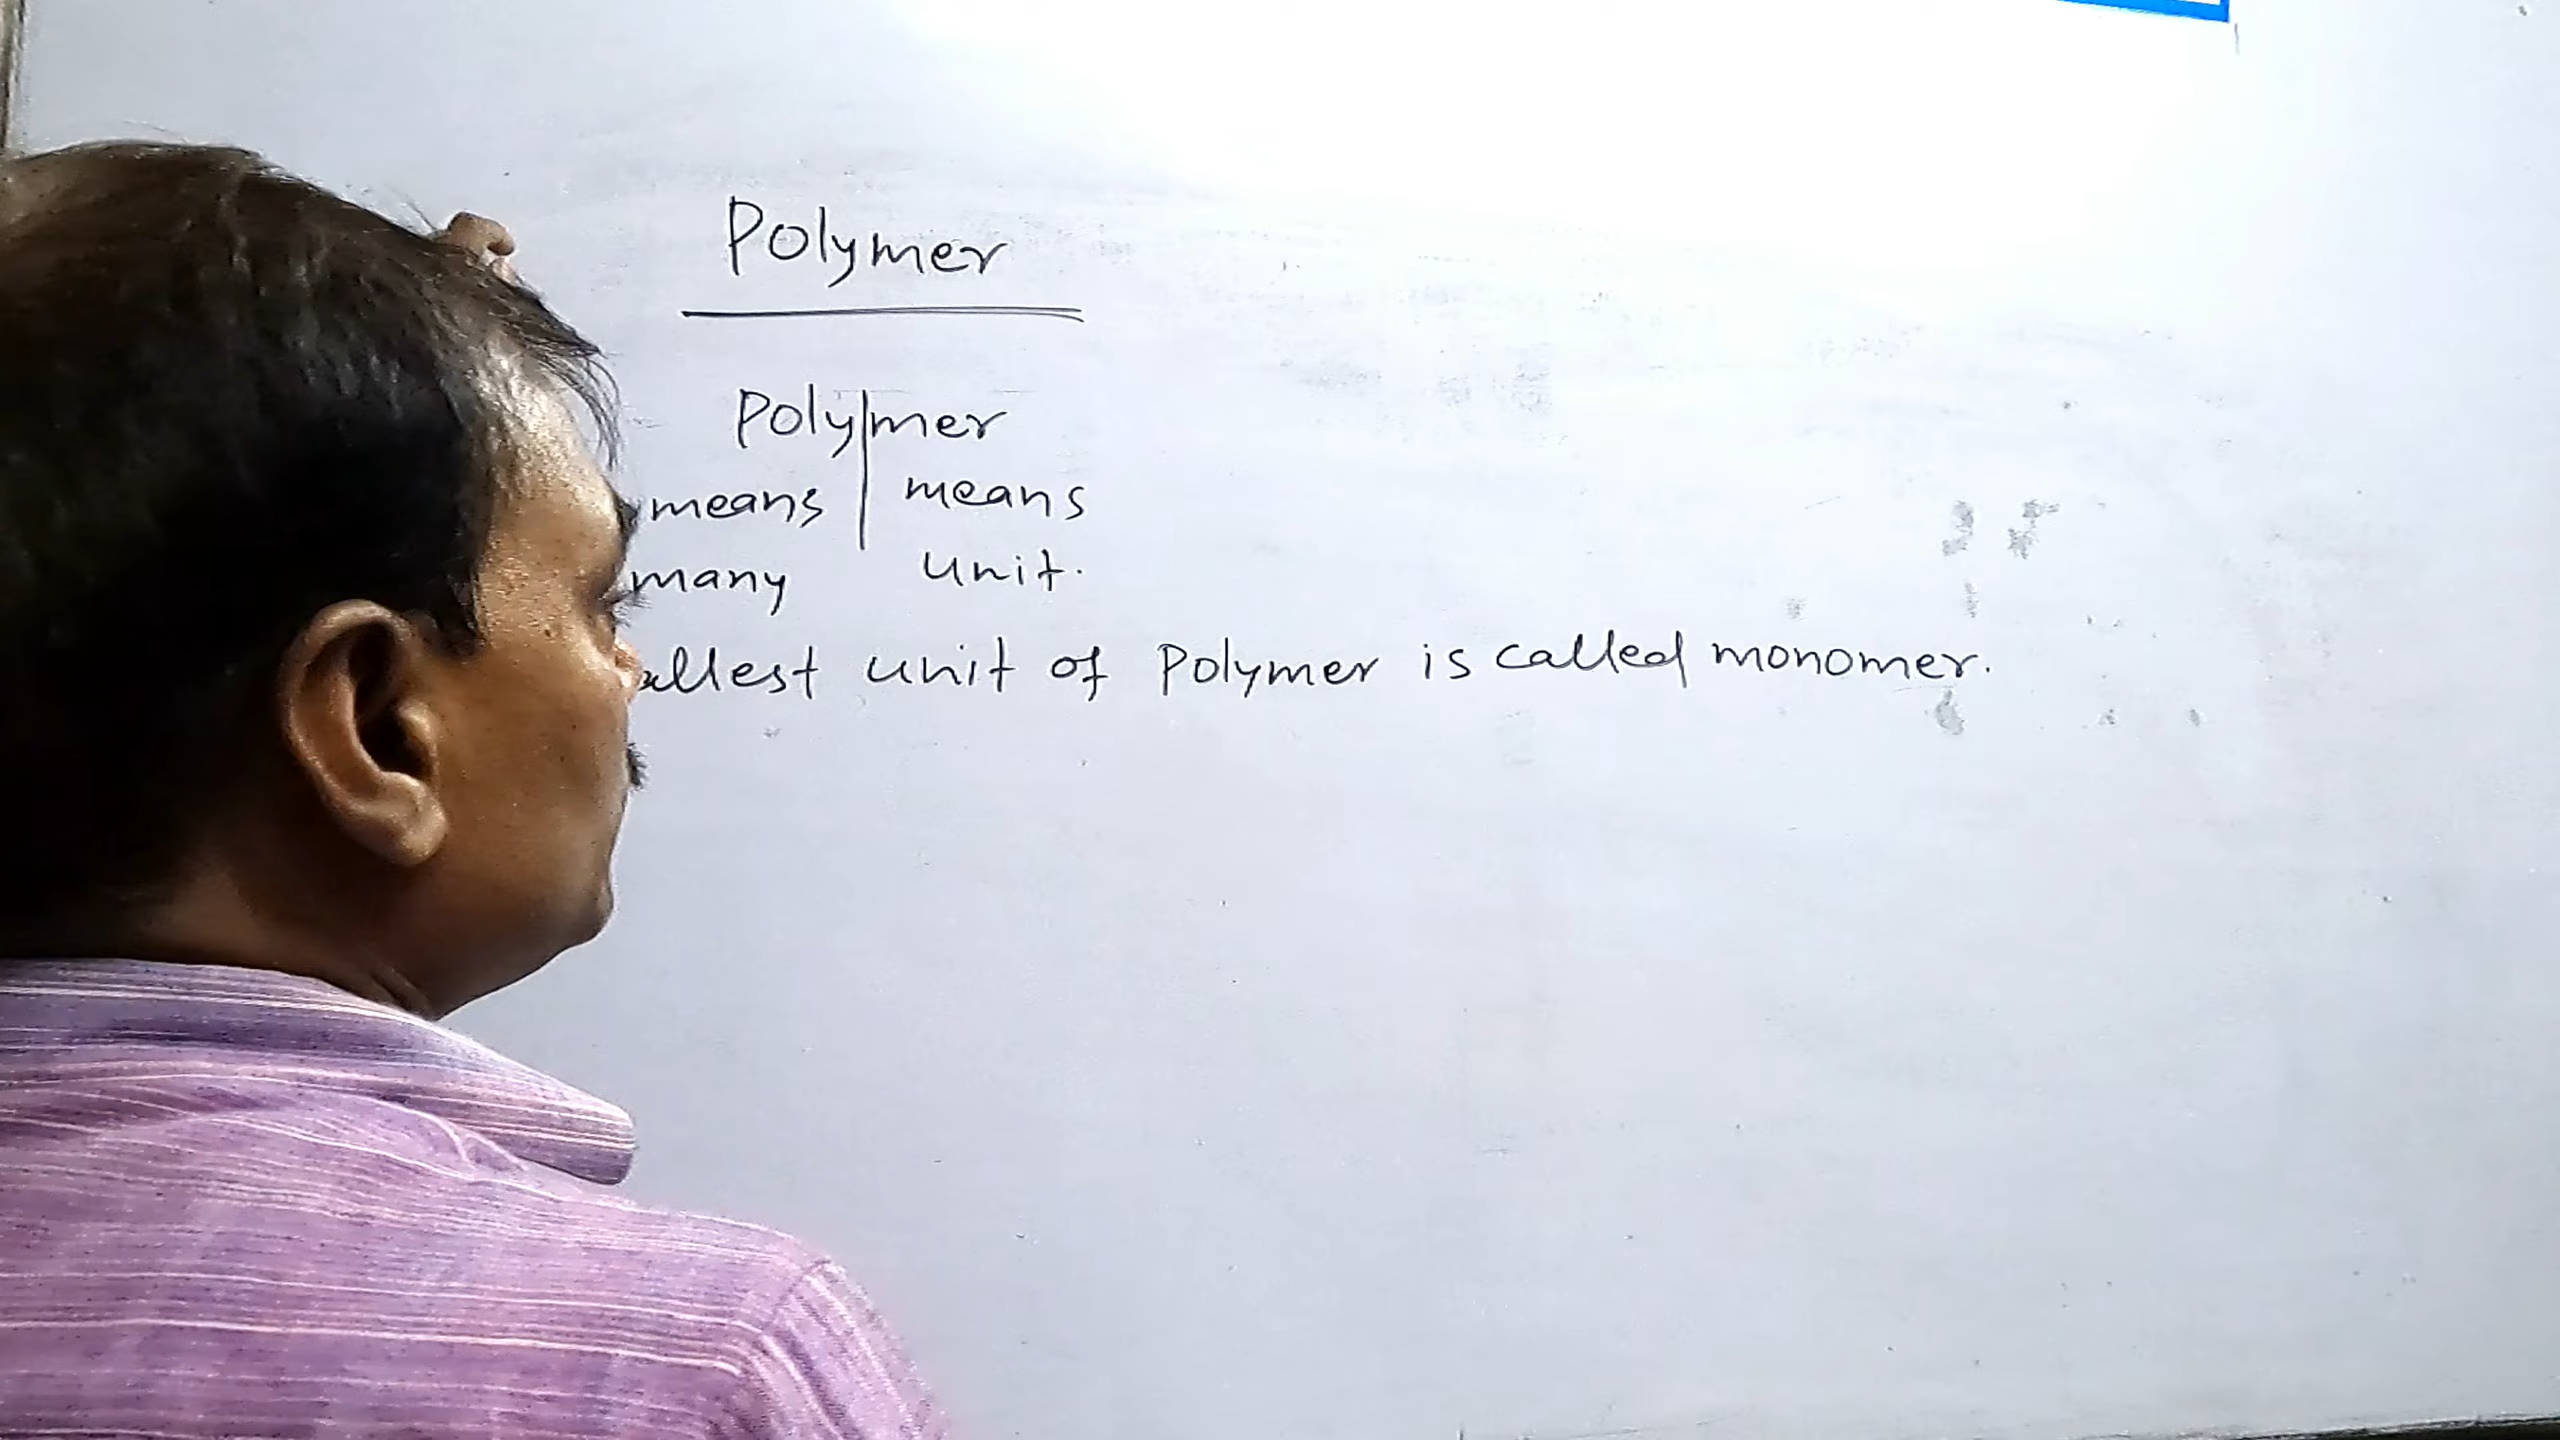 Polymer
Poly|mer
means means
many unit.
allest unit of Polymer is called monomer.